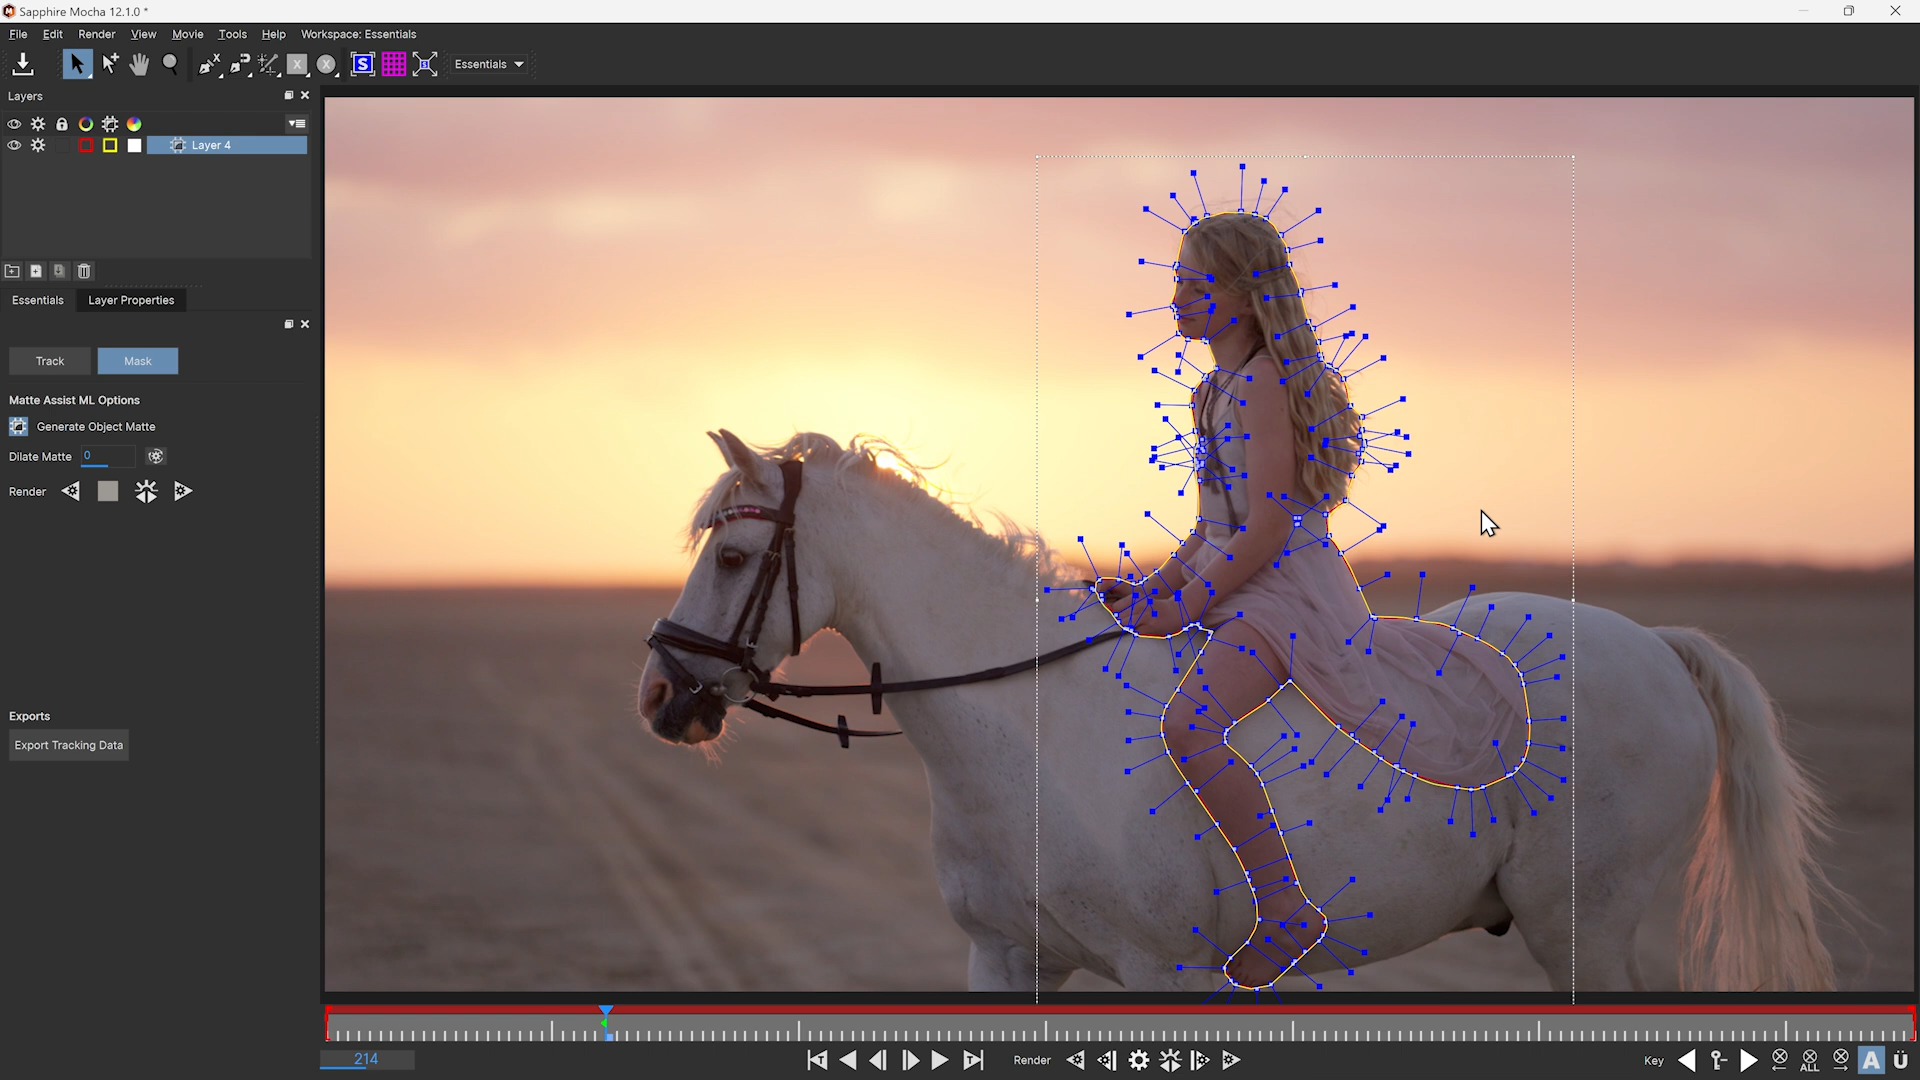 Sapphire Mocha 12.1.0 *
File Edit Render View Movie Tools Help Workspace: Essentials
Essentials
Layers
Layer 4
Essentials Layer Properties
Track Mask
Matte Assist ML Options
Generate Object Matte
Dilate Matte 0
Render
Exports
Export Tracking Data
214 Render Key ALL A Ü